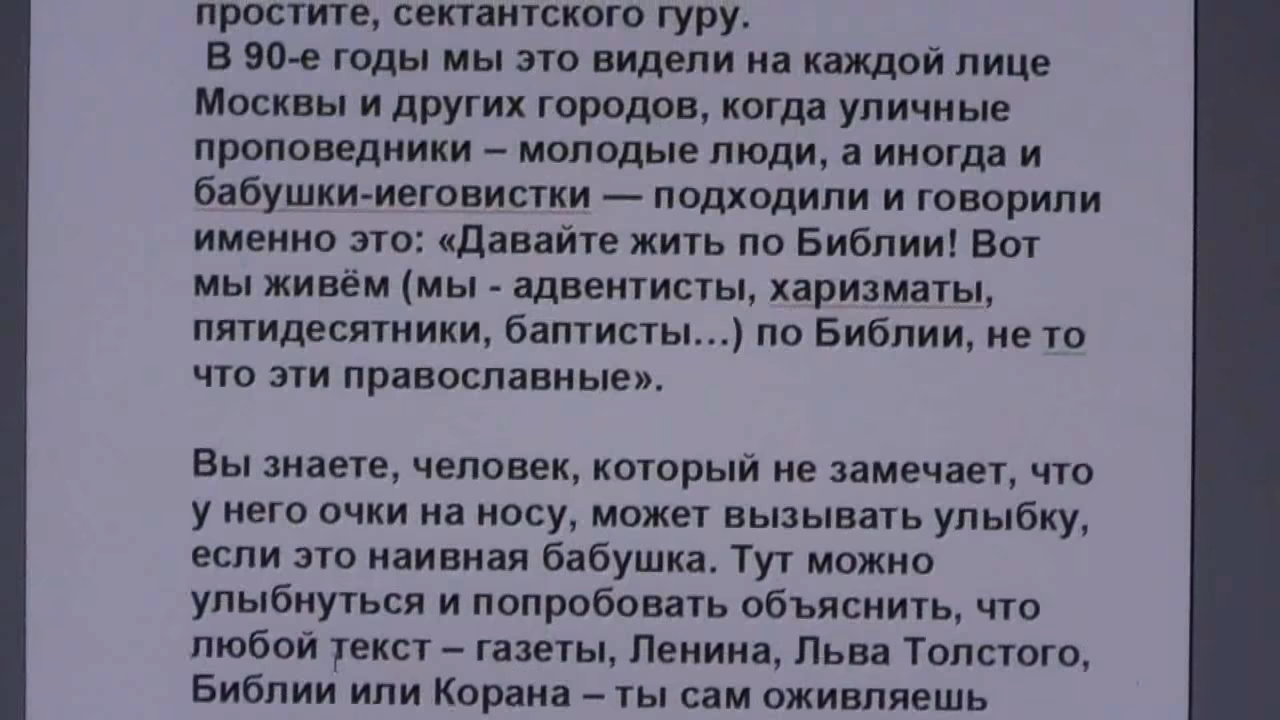 простите, сектантского гуру.
В 90-е годы мы это видели на каждой лице
Москвы и других городов, когда уличные
проповедники – молодые люди, а иногда и
бабушки-иеговистки — подходили и говорили
именно это: «Давайте жить по Библии! Вот
мы живём (мы - адвентисты, харизматы,
пятидесятники, баптисты...) по Библии, не то
что эти православные».
Вы знаете, человек, который не замечает, что
у него очки на носу, может вызывать улыбку,
если это наивная бабушка. Тут можно
улыбнуться и попробовать объяснить, что
любой текст – газеты, Ленина, Льва Толстого,
Библии или Корана – ты сам оживляешь